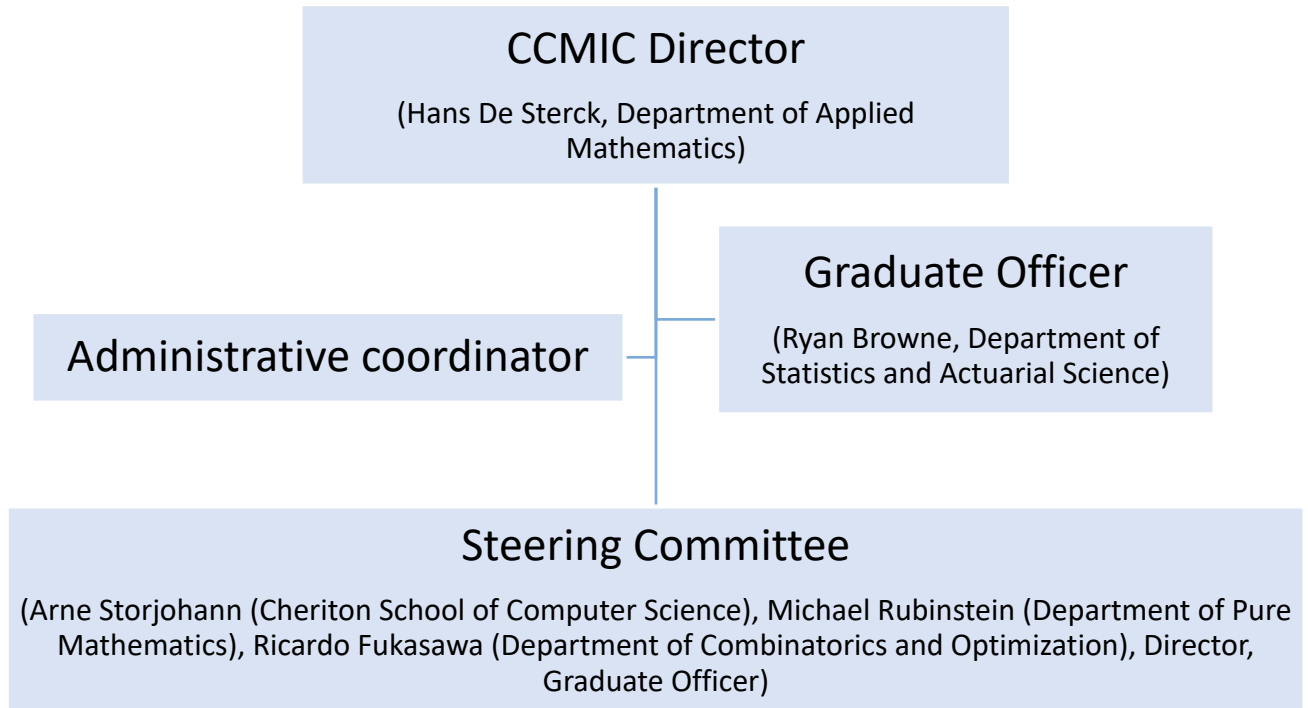 CCMIC Director
(Hans De Sterck, Department of Applied
Mathematics)
Graduate Officer
(Ryan Browne, Department of
Statistics and Actuarial Science)
Administrative coordinator
Steering Committee
(Arne Storjohann (Cheriton School of Computer Science), Michael Rubinstein (Department of Pure
Mathematics), Ricardo Fukasawa (Department of Combinatorics and Optimization), Director,
Graduate Officer)